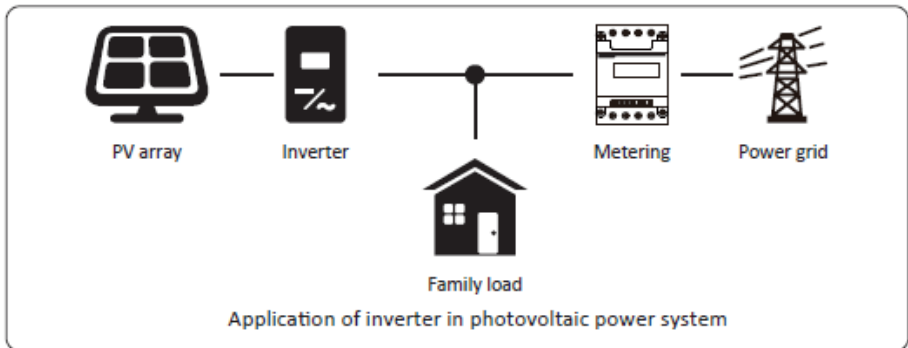 PV array
Inverter
Metering
Power grid
Family load
Application of inverter in photovoltaic power system